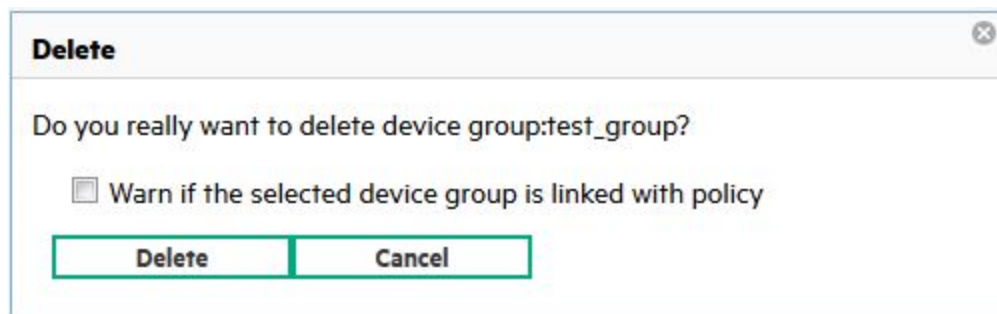 Delete
Do you really want to delete device group:test_group?
Warn if the selected device group is linked with policy
Delete Cancel